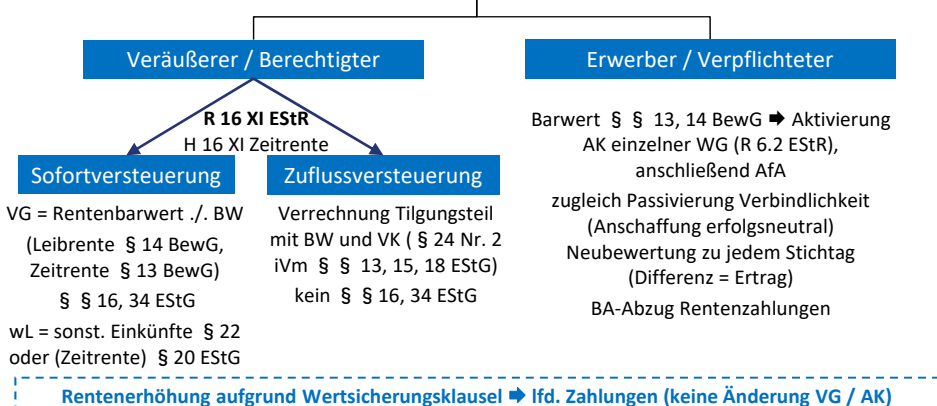 Veräußerer / Berechtigter
R 16 XI EStR
H 16 XI Zeitrente
Sofortversteuerung
VG = Rentenbarwert ./. BW
(Leibrente § 14 BewG,
Zeitrente § 13 BewG)
§ § 16, 34 EStG
wL = sonst. Einkünfte § 22
oder (Zeitrente) § 20 EStG
Zuflussversteuerung
Verrechnung Tilgungsteil
mit BW und VK ( § 24 Nr. 2
iVm § § 13, 15, 18 EStG)
kein § § 16, 34 EStG
Erwerber / Verpflichteter
Barwert § § 13, 14 BewG ➡ Aktivierung
AK einzelner WG (R 6.2 EStR),
anschließend AfA
zugleich Passivierung Verbindlichkeit
(Anschaffung erfolgsneutral)
Neubewertung zu jedem Stichtag
(Differenz = Ertrag)
BA-Abzug Rentenzahlungen
Rentenerhöhung aufgrund Wertsicherungsklausel ➡ lfd. Zahlungen (keine Änderung VG / AK)